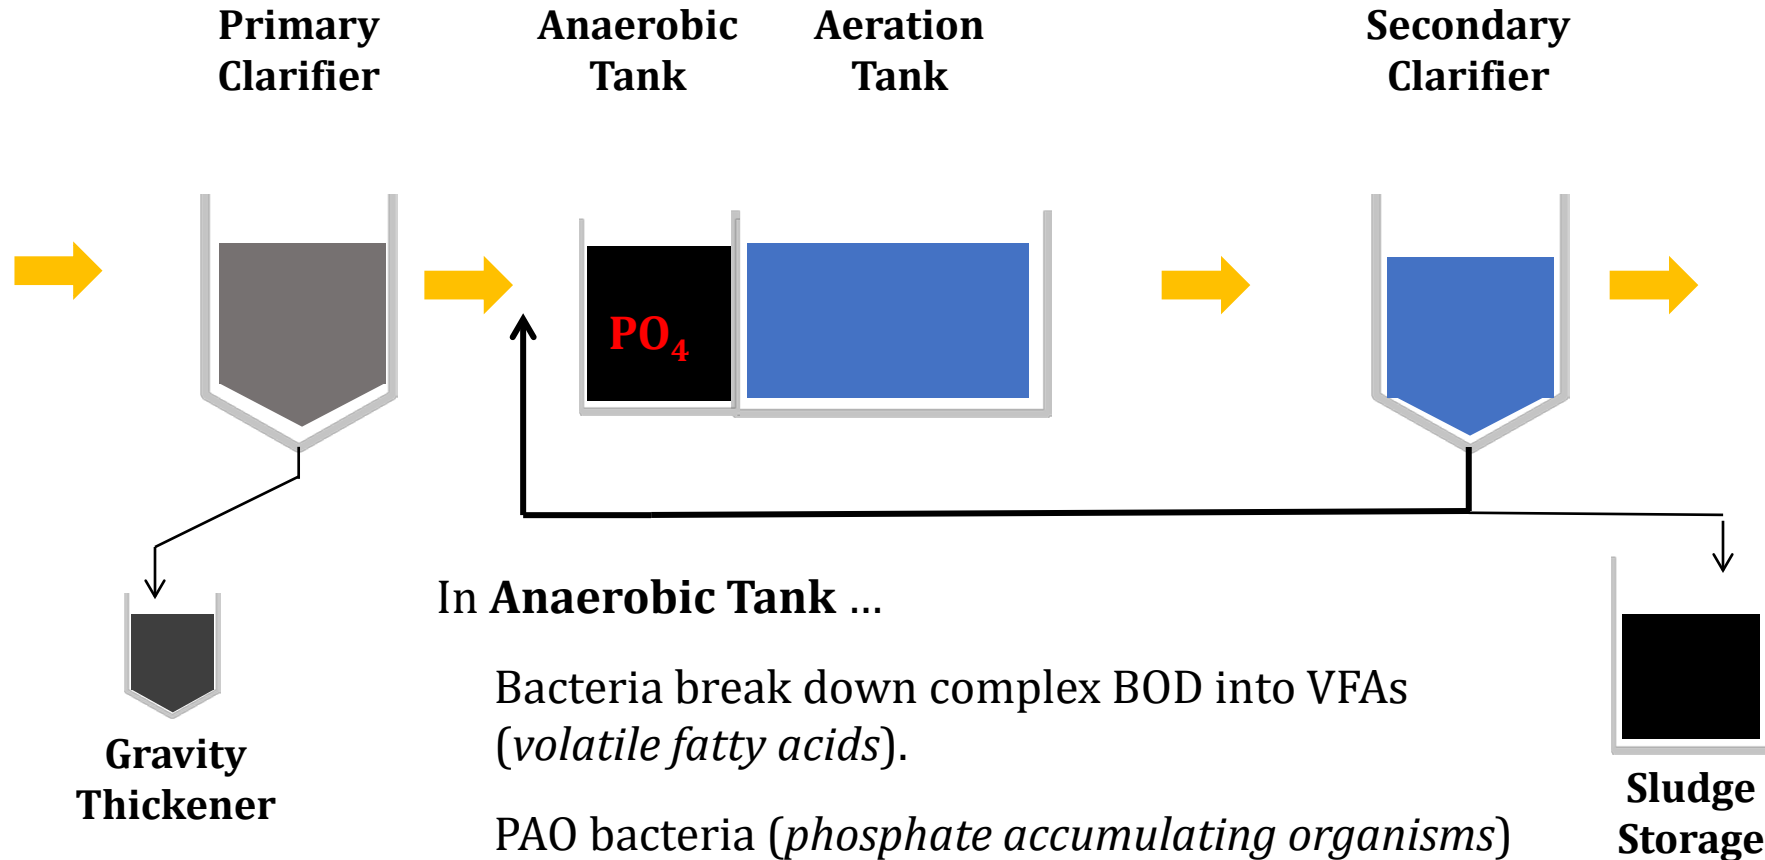 Primary
Clarifier
Anaerobic
Tank
Aeration
Tank
Secondary
Clarifier
PO4
In Anaerobic Tank ...
Bacteria break down complex BOD into VFAs
(volatile fatty acids).
PAO bacteria (phosphate accumulating organisms)
Gravity
Thickener
Sludge
Storage